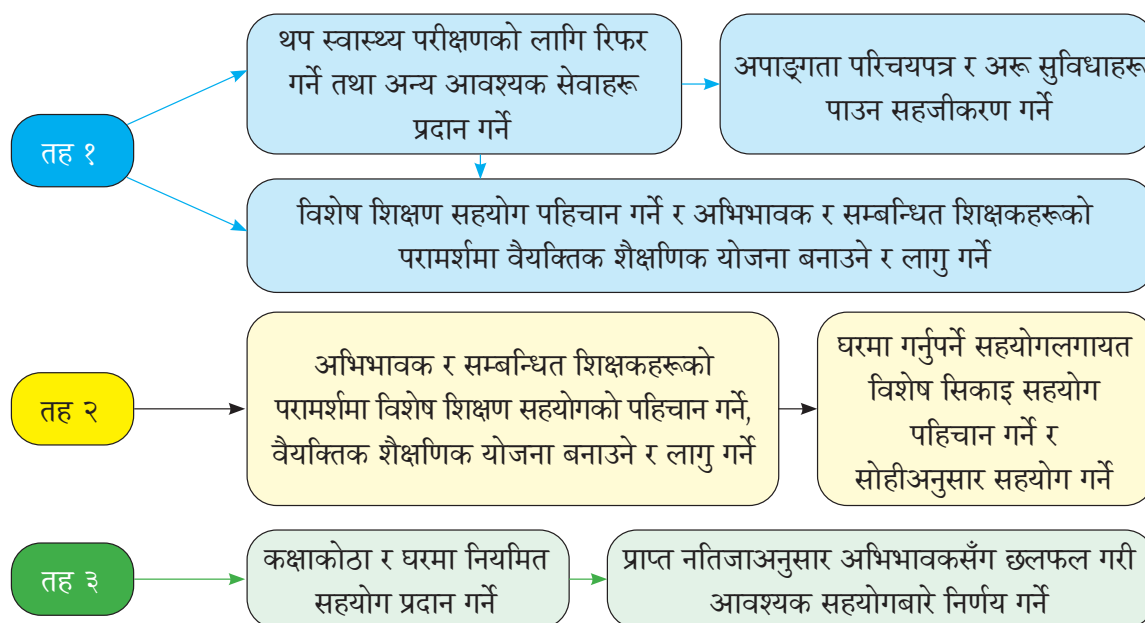 तह १
थप स्वास्थ्य परीक्षणको लागि रिफर
गर्ने तथा अन्य आवश्यक सेवाहरू
प्रदान गर्ने
अपाङ्गता परिचयपत्र र अरू सुविधाहरू
पाउन सहजीकरण गर्ने
विशेष शिक्षण सहयोग पहिचान गर्ने र अभिभावक र सम्बन्धित शिक्षकहरूको
परामर्शमा वैयक्तिक शैक्षणिक योजना बनाउने र लागु गर्ने
तह २
अभिभावक र सम्बन्धित शिक्षकहरूको
परामर्शमा विशेष शिक्षण सहयोगको पहिचान गर्ने,
वैयक्तिक शैक्षणिक योजना बनाउने र लागु गर्ने
घरमा गर्नुपर्ने सहयोगलगायत
विशेष सिकाइ सहयोग
पहिचान गर्ने र
सोहीअनुसार सहयोग गर्ने
तह ३
कक्षाकोठा र घरमा नियमित
सहयोग प्रदान गर्ने
प्राप्त नतिजाअनुसार अभिभावकसँग छलफल गरी
आवश्यक सहयोगबारे निर्णय गर्ने